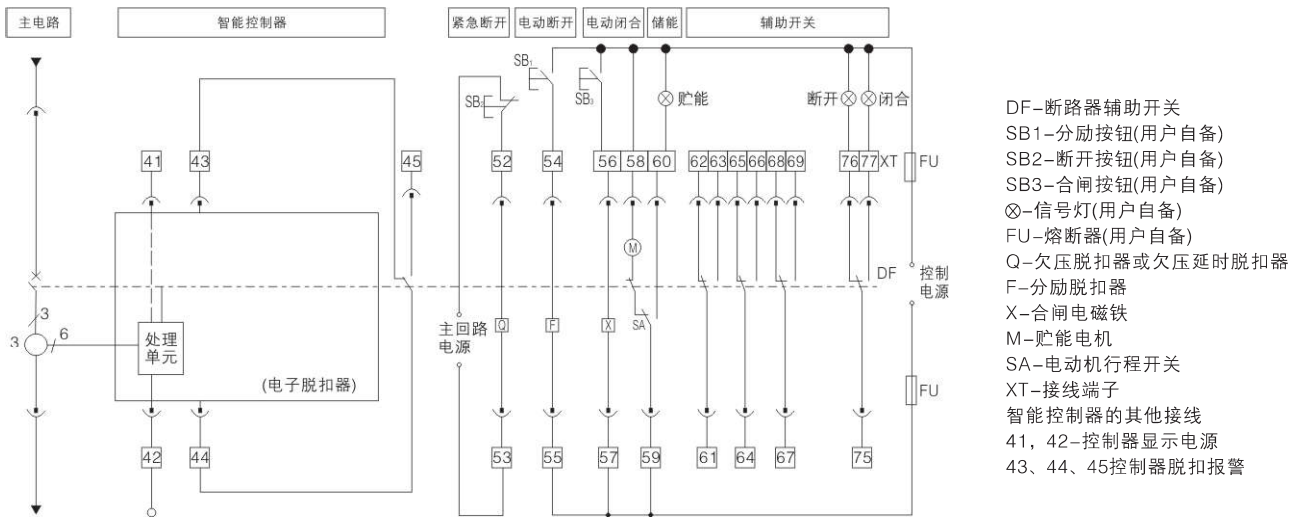 主电路
智能控制器
紧急断开
电动断开
电动闭合
储能
辅助开关
SB₁
SB₂
SB₃
贮能
断开
闭合
41
43
45
52
54
56
58
60
62
63
65
66
68
69
76
77
XT
FU
M
DF
控制
电源
3
3
6
处理
单元
(电子脱扣器)
主回路
电源
Q
F
X
SA
FU
42
44
53
55
57
59
61
64
67
75
DF-断路器辅助开关
SB1-分励按钮(用户自备)
SB2-断开按钮(用户自备)
SB3-合闸按钮(用户自备)
⊗-信号灯(用户自备)
FU-熔断器(用户自备)
Q-欠压脱扣器或欠压延时脱扣器
F-分励脱扣器
X-合闸电磁铁
M-贮能电机
SA-电动机行程开关
XT-接线端子
智能控制器的其他接线
41，42-控制器显示电源
43、44、45控制器脱扣报警